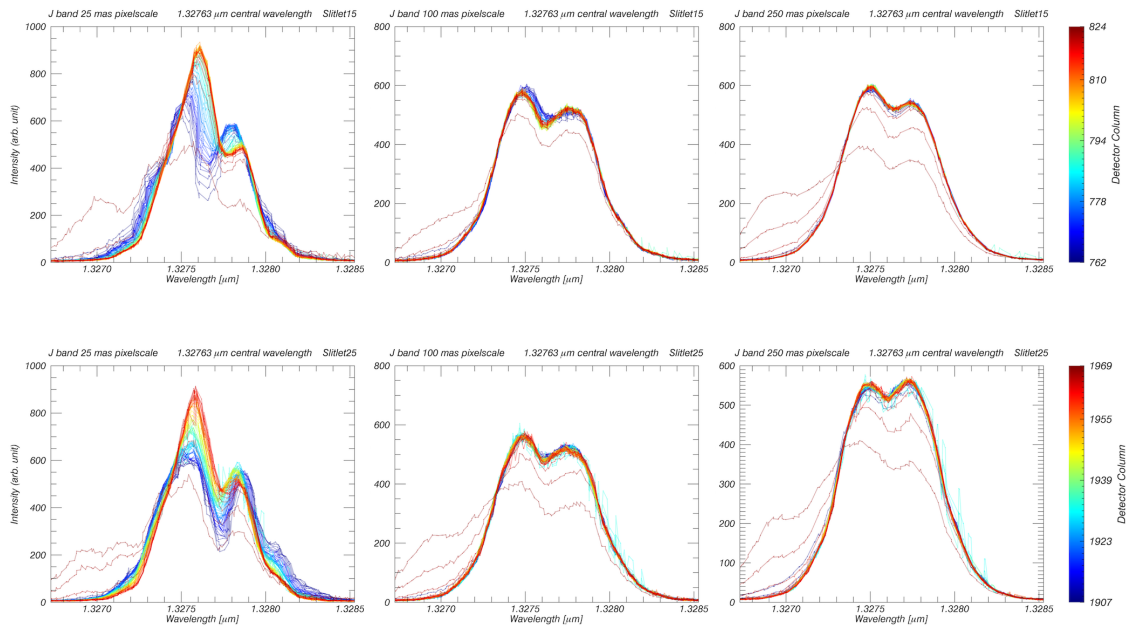 J band 25 mas pixelscale 1.32763 μm central wavelength Slitlet15
J band 100 mas pixelscale 1.32763 μm central wavelength Slitlet15
J band 250 mas pixelscale 1.32763 μm central wavelength Slitlet15
1000
800
600
400
200
0
Intensity (arb. unit)
1.3270 1.3275 1.3280 1.3285
Wavelength [μm]
800
600
400
200
0
1.3270 1.3275 1.3280 1.3285
Wavelength [μm]
800
600
400
200
0
1.3270 1.3275 1.3280 1.3285
Wavelength [μm]
824
810
794
778
762
Detector Column
J band 25 mas pixelscale 1.32763 μm central wavelength Slitlet25
J band 100 mas pixelscale 1.32763 μm central wavelength Slitlet25
J band 250 mas pixelscale 1.32763 μm central wavelength Slitlet25
1000
800
600
400
200
0
Intensity (arb. unit)
1.3270 1.3275 1.3280 1.3285
Wavelength [μm]
800
600
400
200
0
1.3270 1.3275 1.3280 1.3285
Wavelength [μm]
600
500
400
300
200
100
0
1.3270 1.3275 1.3280 1.3285
Wavelength [μm]
1969
1955
1939
1923
1907
Detector Column